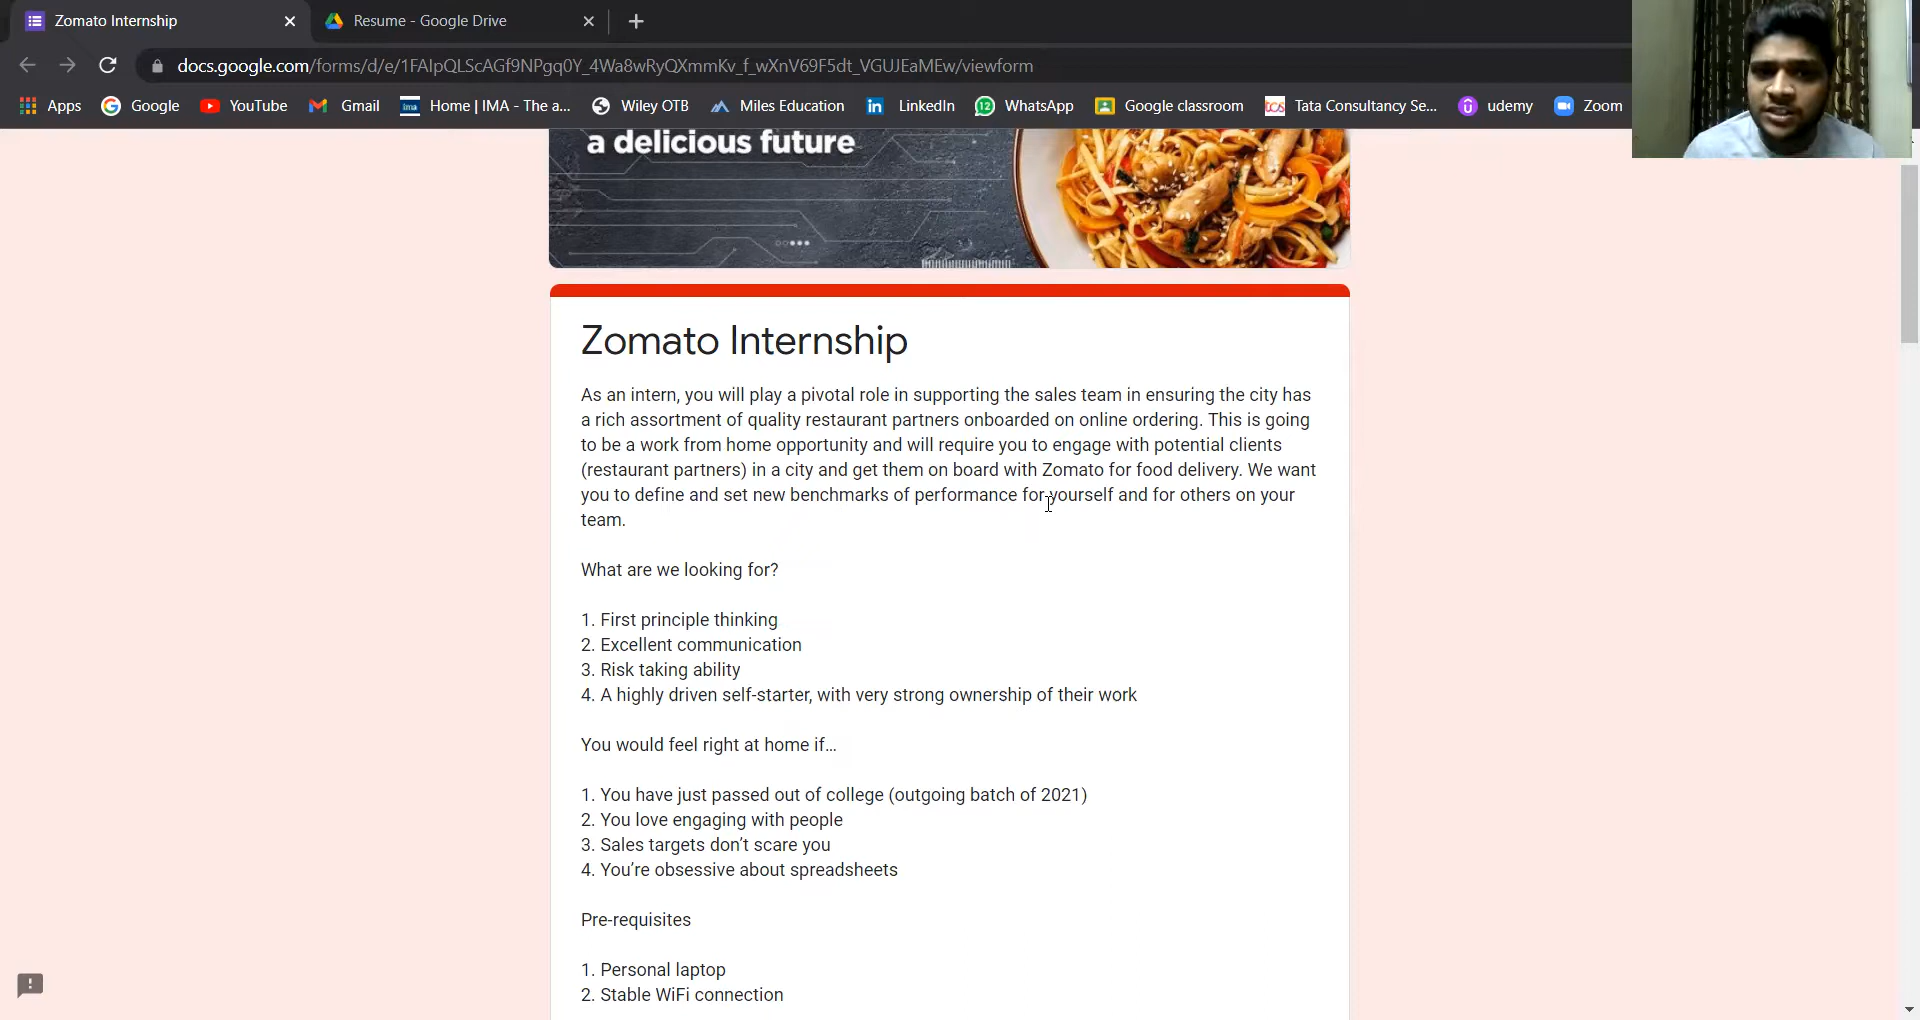 Zomato Internship
Resume - Google Drive
docs.google.com/forms/d/e/1FAIpQLScAGf9NPgq0Y_4Wa8wRyQXmmKv_f_wXnV69F5dt_VGUJEaMEw/viewform
Apps Google YouTube Gmail Home | IMA - The a... Wiley OTB Miles Education LinkedIn 12 WhatsApp Google classroom tcs Tata Consultancy Se... udemy Zoom
a delicious future
Zomato Internship
As an intern, you will play a pivotal role in supporting the sales team in ensuring the city has
a rich assortment of quality restaurant partners onboarded on online ordering. This is going
to be a work from home opportunity and will require you to engage with potential clients
(restaurant partners) in a city and get them on board with Zomato for food delivery. We want
you to define and set new benchmarks of performance for yourself and for others on your
team.
What are we looking for?
1. First principle thinking
2. Excellent communication
3. Risk taking ability
4. A highly driven self-starter, with very strong ownership of their work
You would feel right at home if…
1. You have just passed out of college (outgoing batch of 2021)
2. You love engaging with people
3. Sales targets don’t scare you
4. You’re obsessive about spreadsheets
Pre-requisites
1. Personal laptop
2. Stable WiFi connection